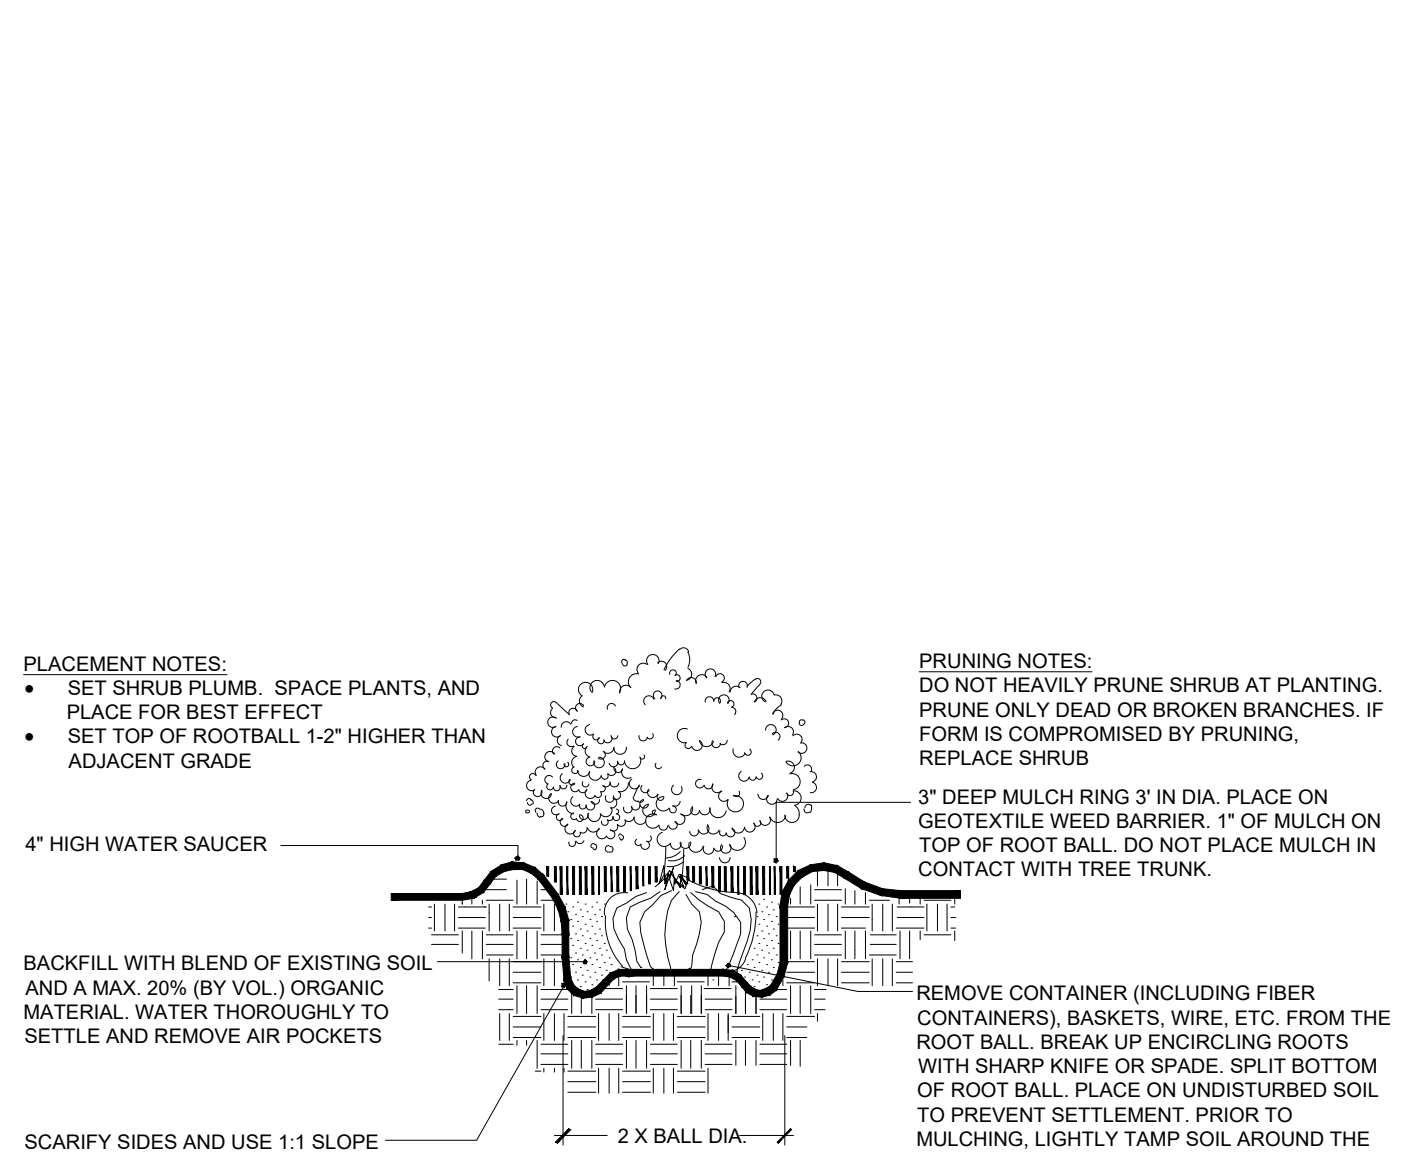 PLACEMENT NOTES:
• SET SHRUB PLUMB. SPACE PLANTS, AND
PLACE FOR BEST EFFECT
• SET TOP OF ROOTBALL 1-2" HIGHER THAN
ADJACENT GRADE
4" HIGH WATER SAUCER
BACKFILL WITH BLEND OF EXISTING SOIL
AND A MAX. 20% (BY VOL.) ORGANIC
MATERIAL. WATER THOROUGHLY TO
SETTLE AND REMOVE AIR POCKETS
SCARIFY SIDES AND USE 1:1 SLOPE
2 X BALL DIA.
PRUNING NOTES:
DO NOT HEAVILY PRUNE SHRUB AT PLANTING.
PRUNE ONLY DEAD OR BROKEN BRANCHES. IF
FORM IS COMPROMISED BY PRUNING,
REPLACE SHRUB
3" DEEP MULCH RING 3' IN DIA. PLACE ON
GEOTEXTILE WEED BARRIER. 1" OF MULCH ON
TOP OF ROOT BALL. DO NOT PLACE MULCH IN
CONTACT WITH TREE TRUNK.
REMOVE CONTAINER (INCLUDING FIBER
CONTAINERS), BASKETS, WIRE, ETC. FROM THE
ROOT BALL. BREAK UP ENCIRCLING ROOTS
WITH SHARP KNIFE OR SPADE. SPLIT BOTTOM
OF ROOT BALL. PLACE ON UNDISTURBED SOIL
TO PREVENT SETTLEMENT. PRIOR TO
MULCHING, LIGHTLY TAMP SOIL AROUND THE